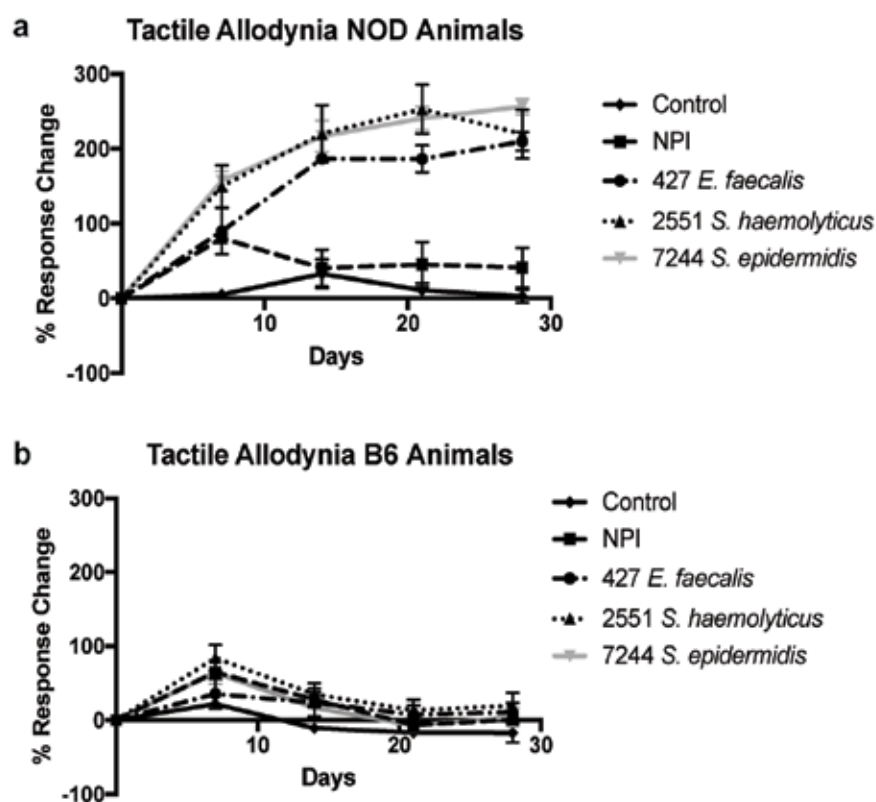 a
Tactile Allodynia NOD Animals
% Response Change
300
200
100
0
-100
10
20
30
Days
Control
NPI
427 E. faecalis
2551 S. haemolyticus
7244 S. epidermidis
b
Tactile Allodynia B6 Animals
% Response Change
300
200
100
0
-100
10
20
30
Days
Control
NPI
427 E. faecalis
2551 S. haemolyticus
7244 S. epidermidis